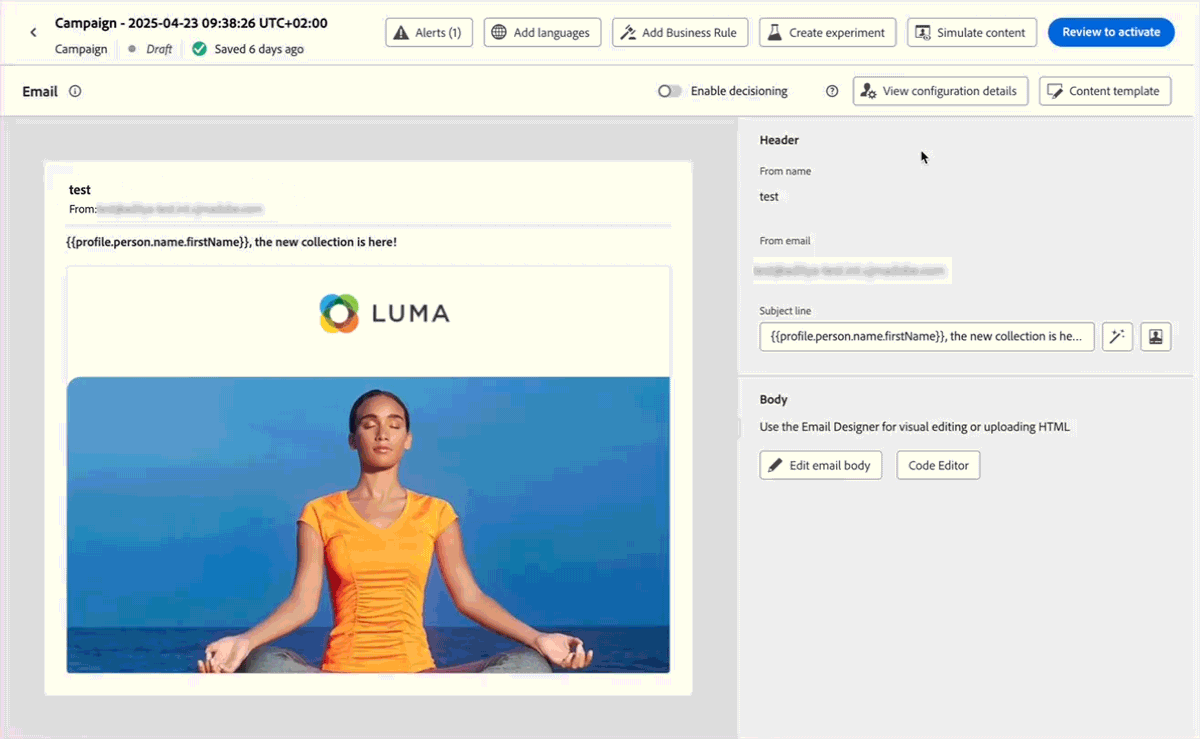 Campaign - 2025-04-23 09:38:26 UTC+02:00
Campaign Draft Saved 6 days ago
Alerts (1) Add languages Add Business Rule Create experiment Simulate content Review to activate
Email Enable decisioning View configuration details Content template
test
From:
{{profile.person.name.firstName}}, the new collection is here!
LUMA
Header
From name
test
From email
Subject line
{{profile.person.name.firstName}}, the new collection is he...
Body
Use the Email Designer for visual editing or uploading HTML
Edit email body Code Editor